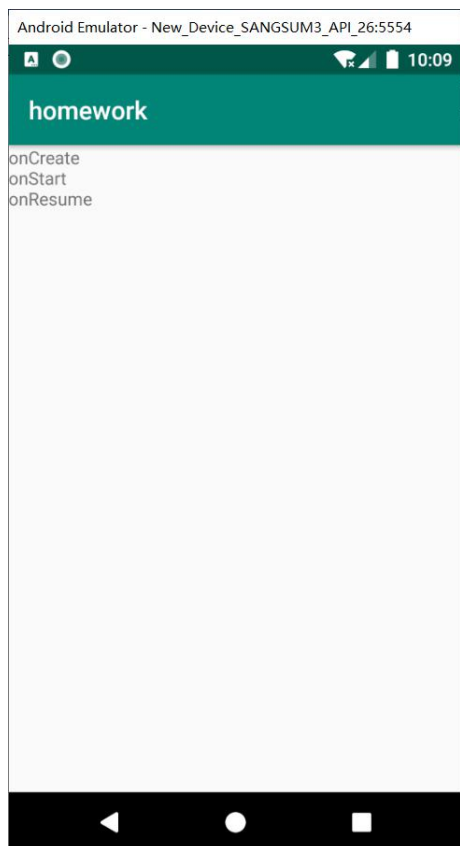 Android Emulator - New_Device_SANGSUM3_API_26:5554
10:09
homework
onCreate
onStart
onResume